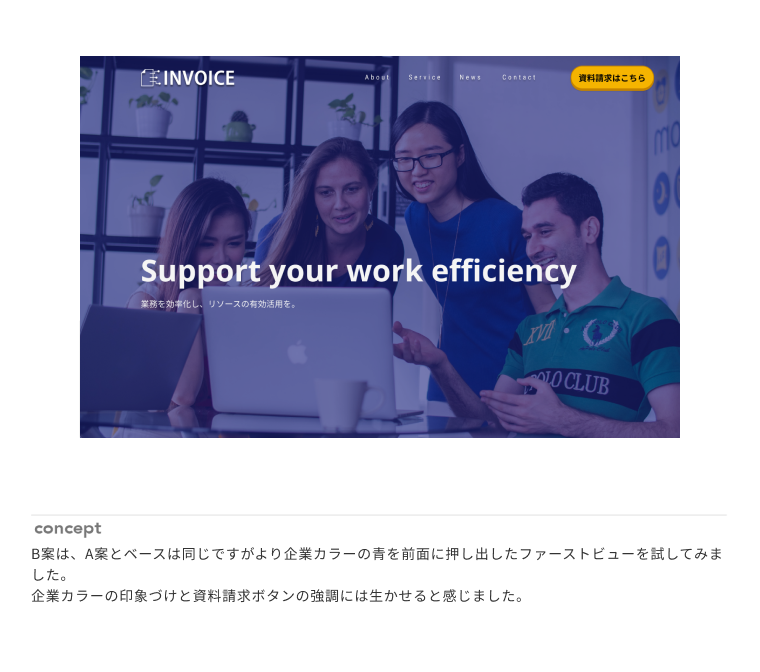 INVOICE
About Service News Contact 資料請求はこちら
Support your work efficiency
業務を効率化し、リソースの有効活用を。
XVII
POLO CLUB
concept
B案は、A案とベースは同じですがより企業カラーの青を前面に押し出したファーストビューを試してみま
した。
企業カラーの印象づけと資料請求ボタンの強調には生かせると感じました。